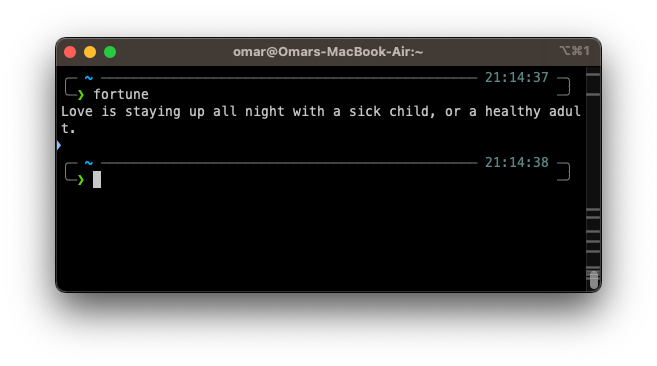 omar@Omars-MacBook-Air:~
⌥⌘1
~ 21:14:37
❯ fortune
Love is staying up all night with a sick child, or a healthy adul
t.
~ 21:14:38
❯